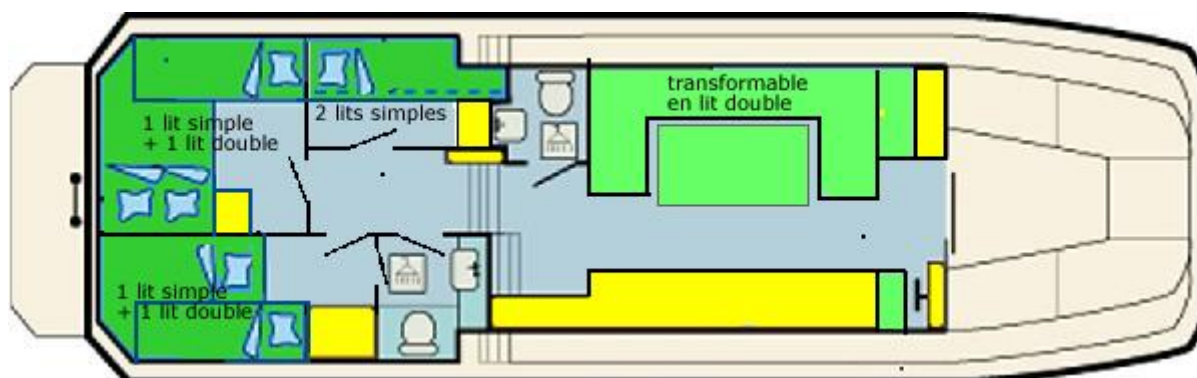 transformable
en lit double
2 lits simples
1 lit simple
+ 1 lit double
1 lit simple
+ 1 lit double